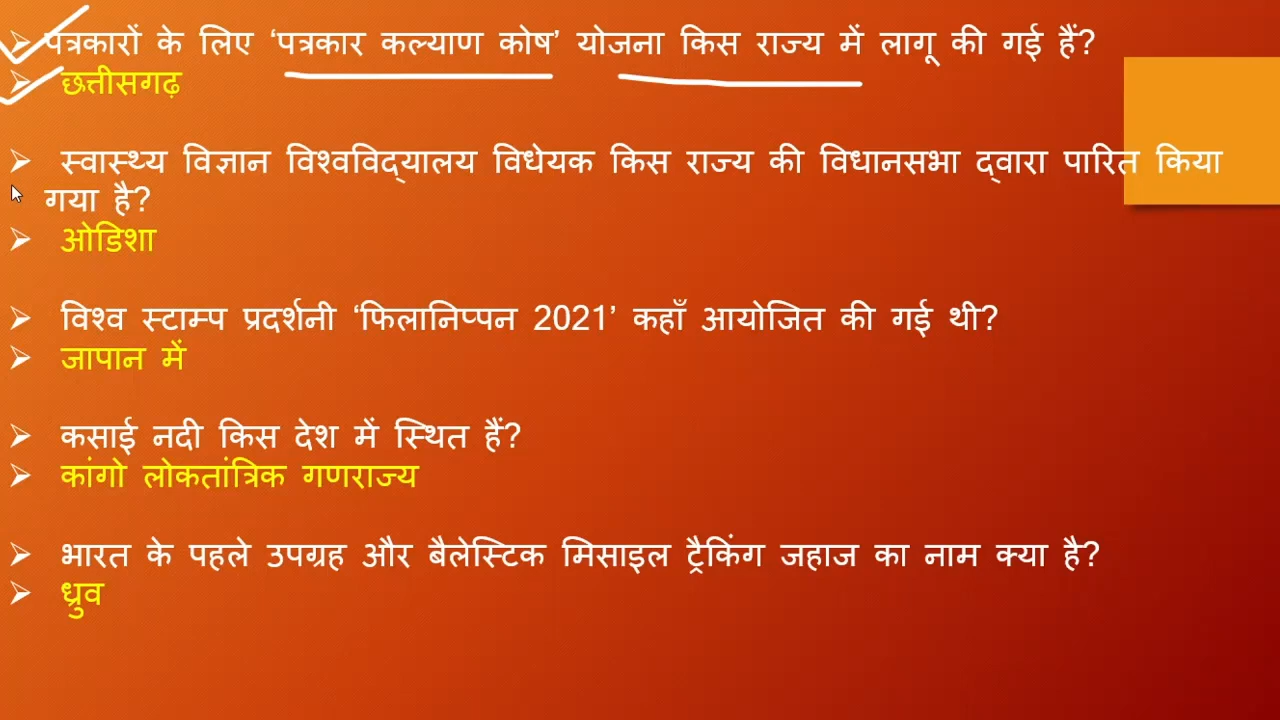 पत्रकारों के लिए ‘पत्रकार कल्याण कोष’ योजना किस राज्य में लागू की गई हैं?
छत्तीसगढ़
स्वास्थ्य विज्ञान विश्वविद्यालय विधेयक किस राज्य की विधानसभा द्वारा पारित किया
गया है?
ओडिशा
विश्व स्टाम्प प्रदर्शनी ‘फिलानिप्पन 2021’ कहाँ आयोजित की गई थी?
जापान में
कसाई नदी किस देश में स्थित हैं?
कांगो लोकतांत्रिक गणराज्य
भारत के पहले उपग्रह और बैलेस्टिक मिसाइल ट्रैकिंग जहाज का नाम क्या है?
ध्रुव